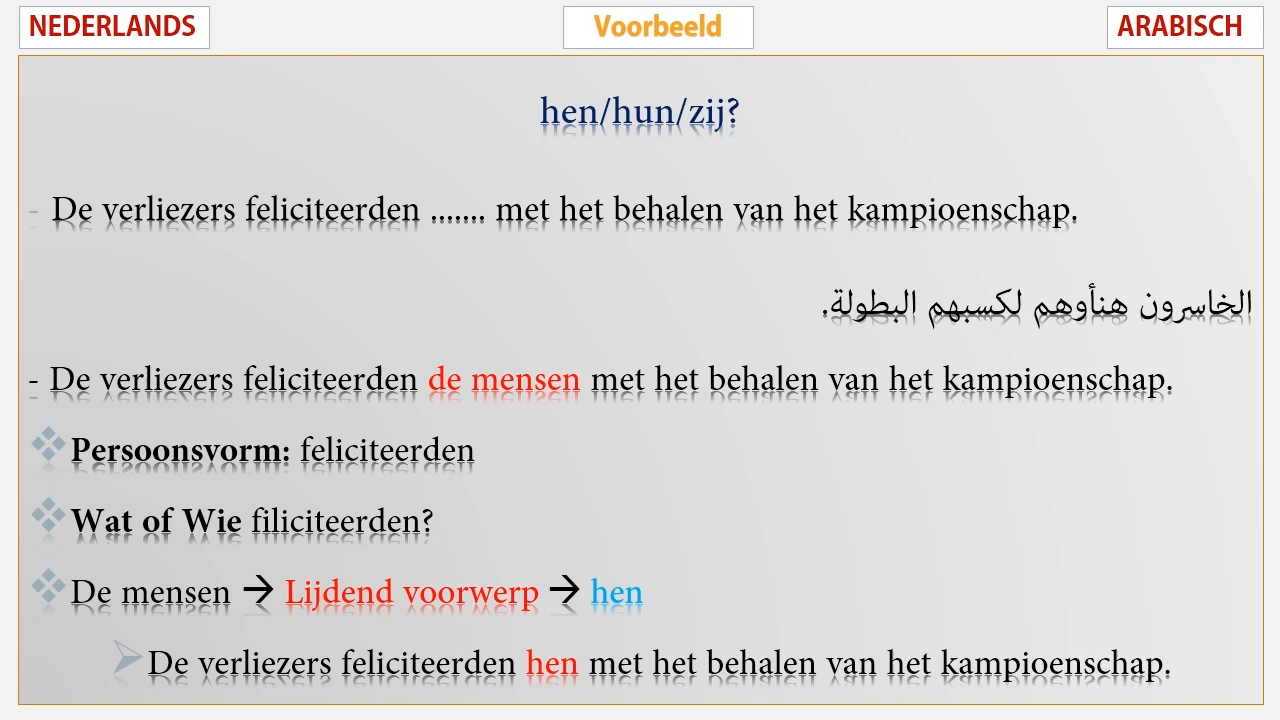 NEDERLANDS
Voorbeeld
ARABISCH
hen/hun/zij?
- De verliezers feliciteerden ....... met het behalen van het kampioenschap.
الخاسرون هنأوهم لكسبهم البطولة.
- De verliezers feliciteerden de mensen met het behalen van het kampioenschap.
❖ Persoonsvorm: feliciteerden
❖ Wat of Wie filiciteerden?
❖ De mensen → Lijdend voorwerp → hen
➢ De verliezers feliciteerden hen met het behalen van het kampioenschap.